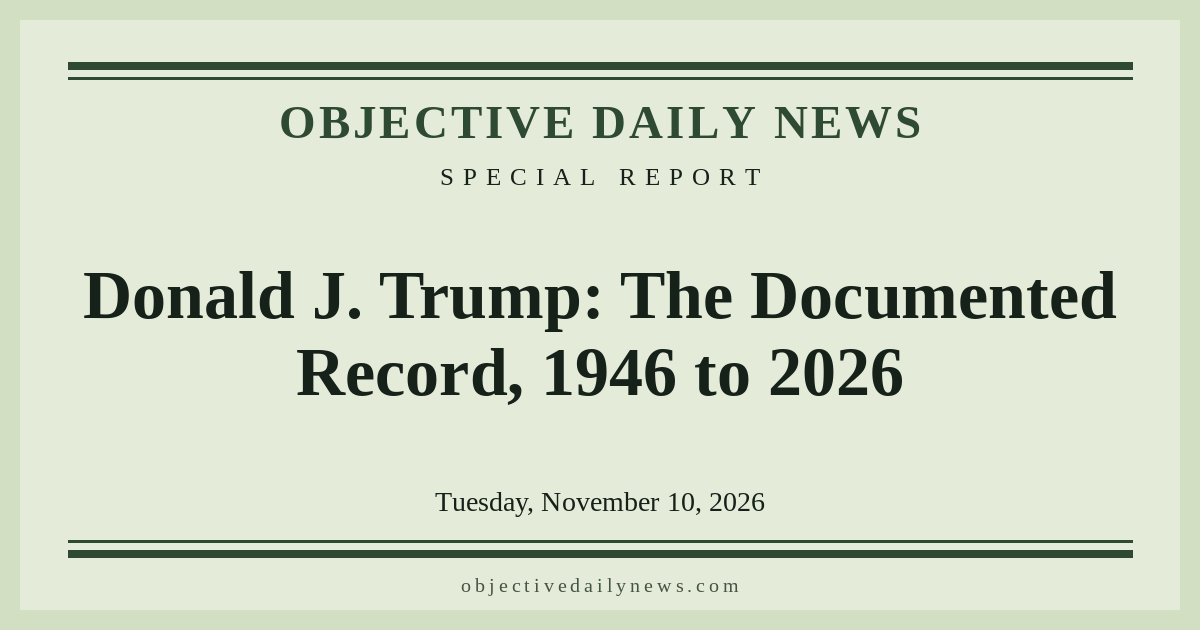 OBJECTIVE DAILY NEWS
SPECIAL REPORT
Donald J. Trump: The Documented
Record, 1946 to 2026
Tuesday, November 10, 2026
objectivedailynews.com